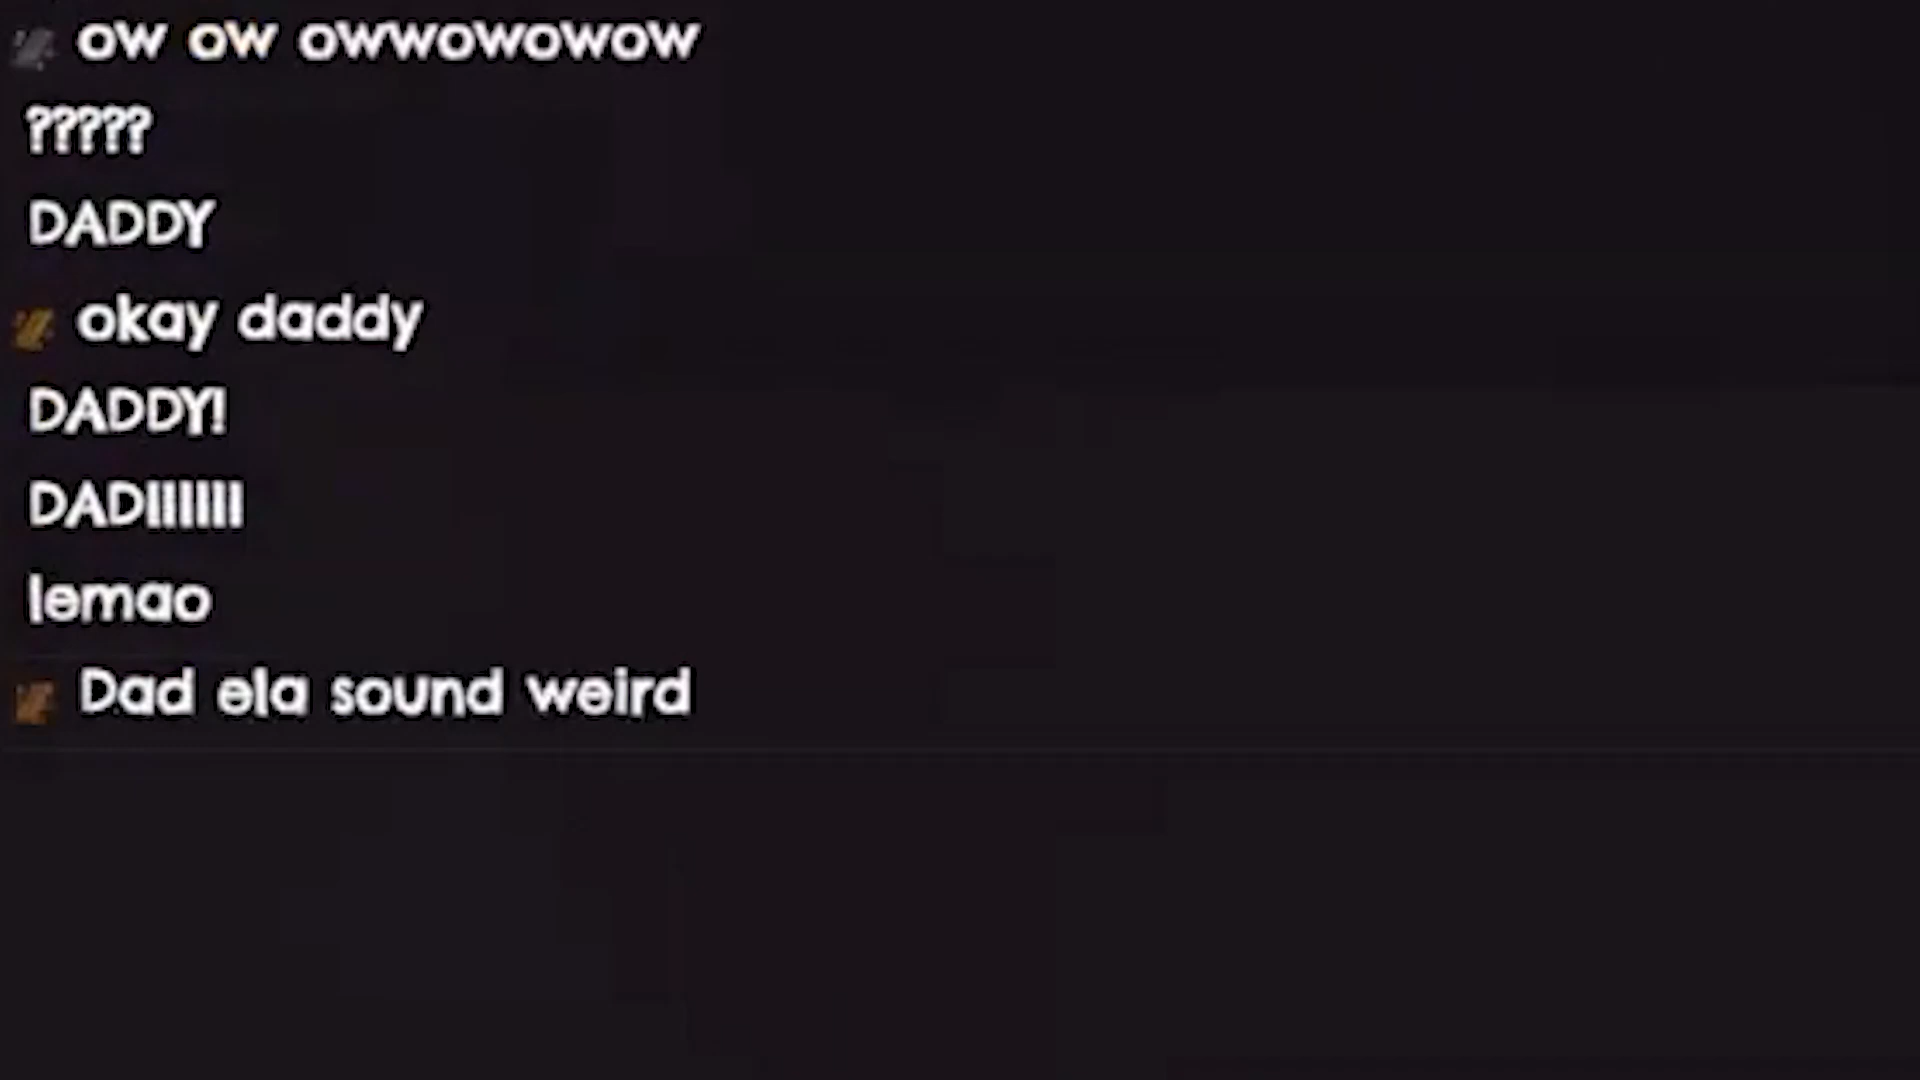 ow ow owwowowow
?????
DADDY
okay daddy
DADDY!
DADIIIIII
lemao
Dad ela sound weird